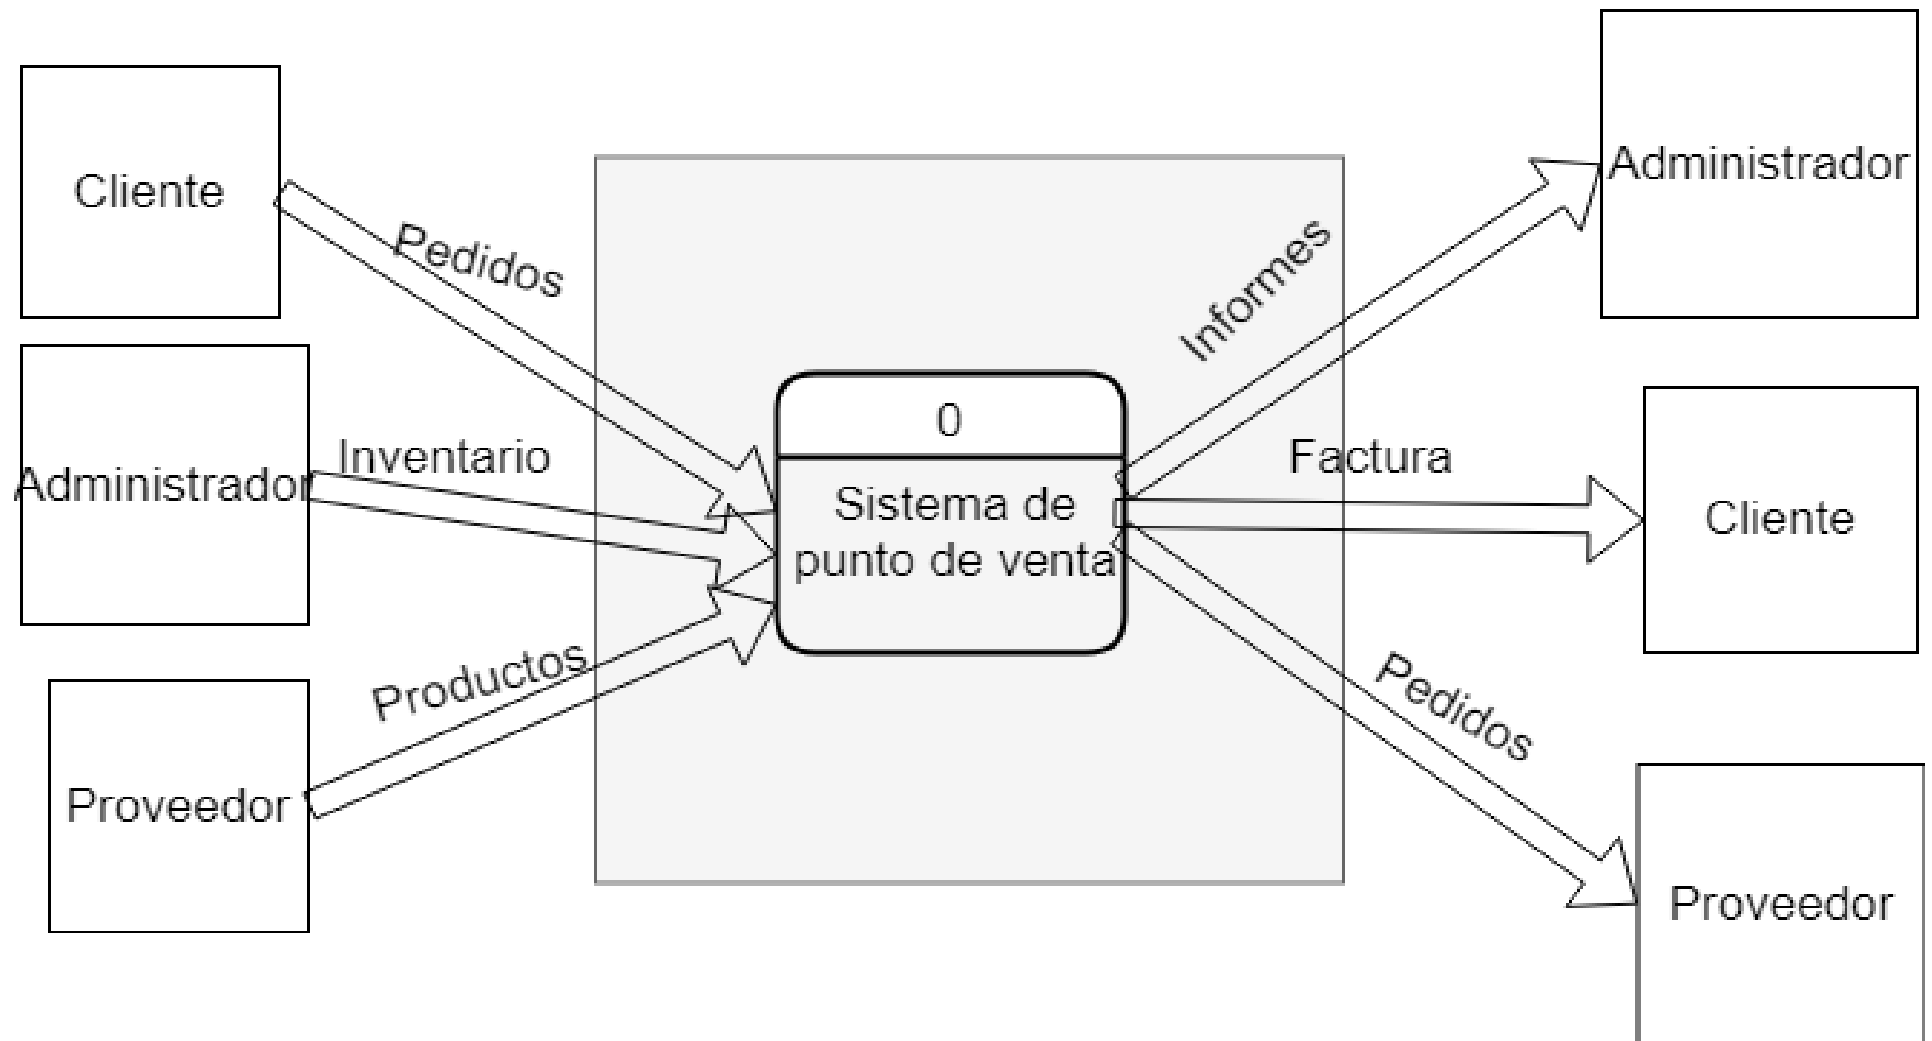 Cliente
Pedidos
Administrador
Inventario
Proveedor
Productos
0
Sistema de
punto de venta
Informes
Administrador
Factura
Cliente
Pedidos
Proveedor